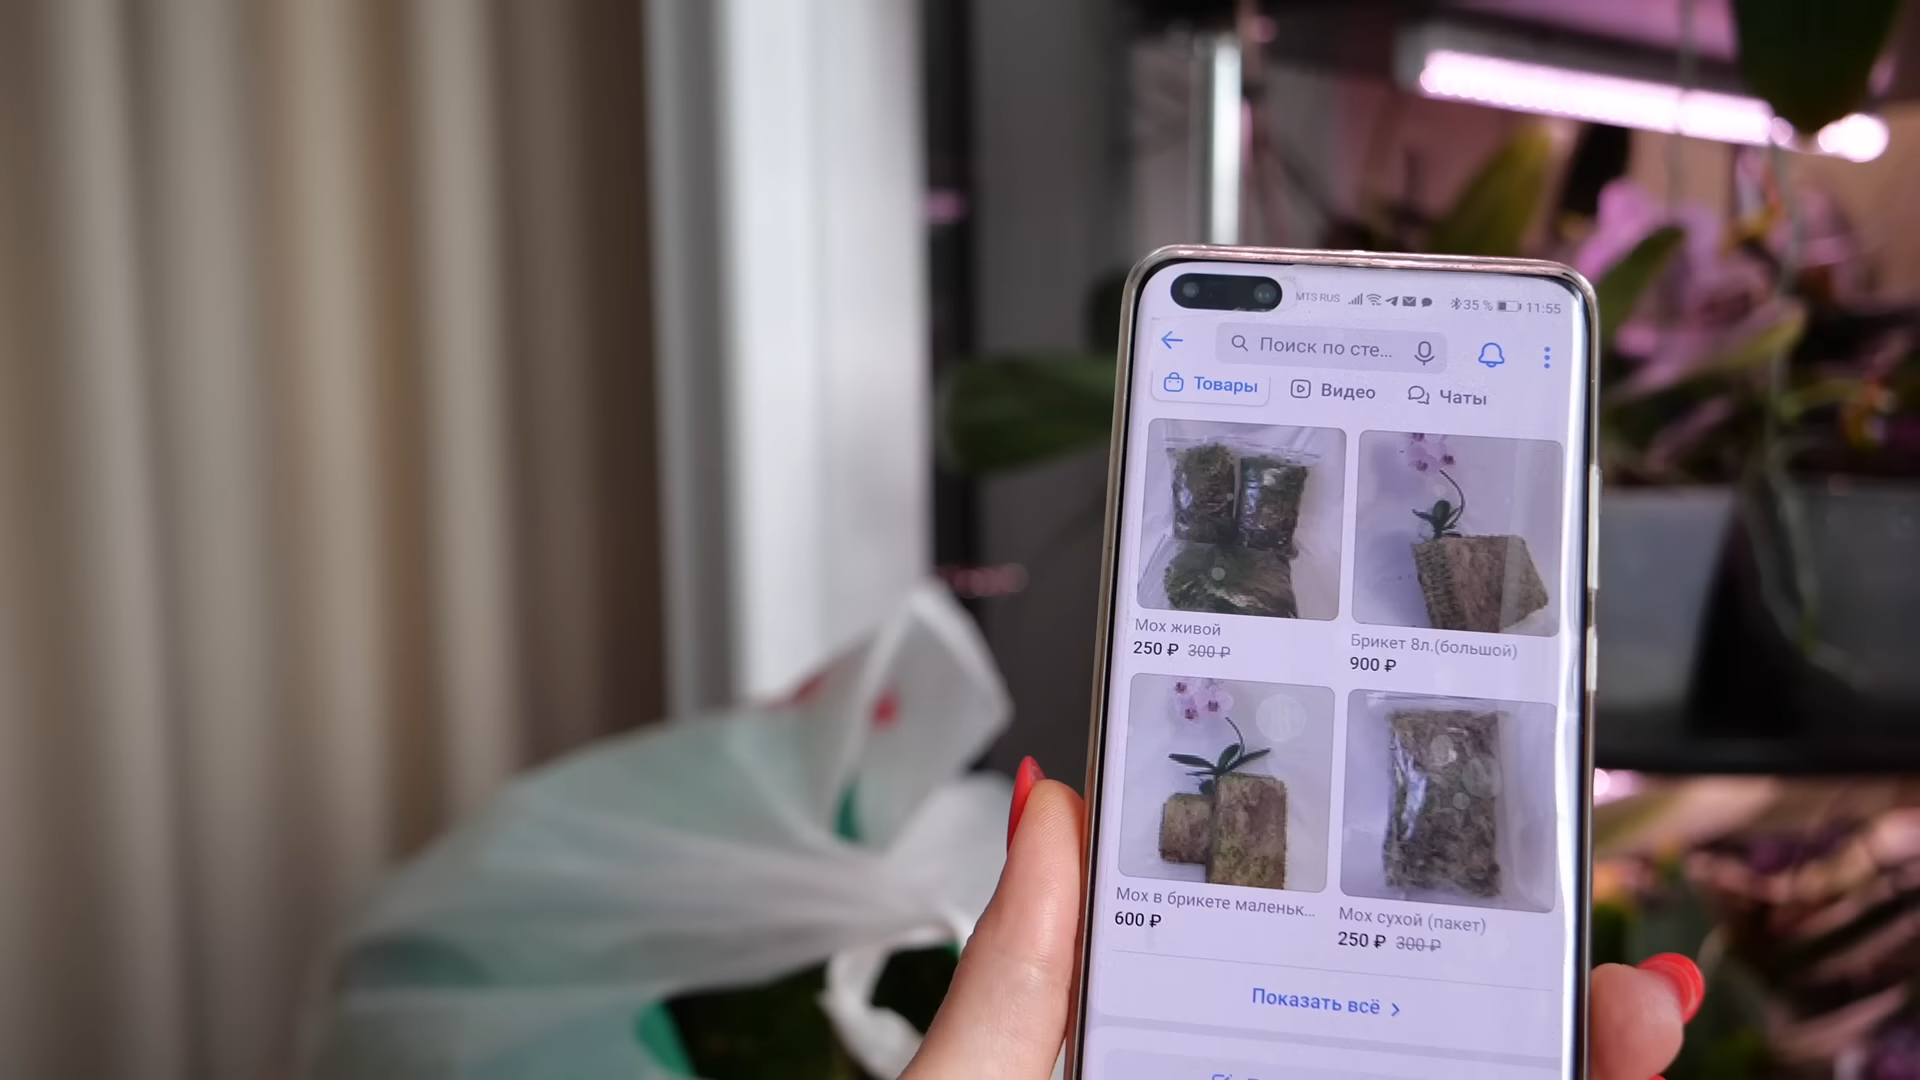 MTS RUS 35 % 11:55
Поиск по сте...
Товары Видео Чаты
Мох живой
250 ₽ 300 ₽
Брикет 8л.(большой)
900 ₽
Мох в брикете маленьк...
600 ₽
Мох сухой (пакет)
250 ₽ 300 ₽
Показать всё